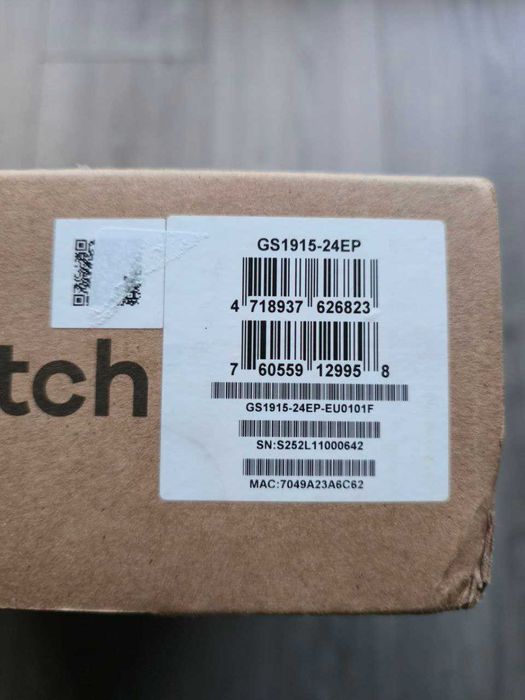 GS1915-24EP
4 718937 626823
7 60559 12995 8
GS1915-24EP-EU0101F
SN:S252L11000642
MAC:7049A23A6C62
tch